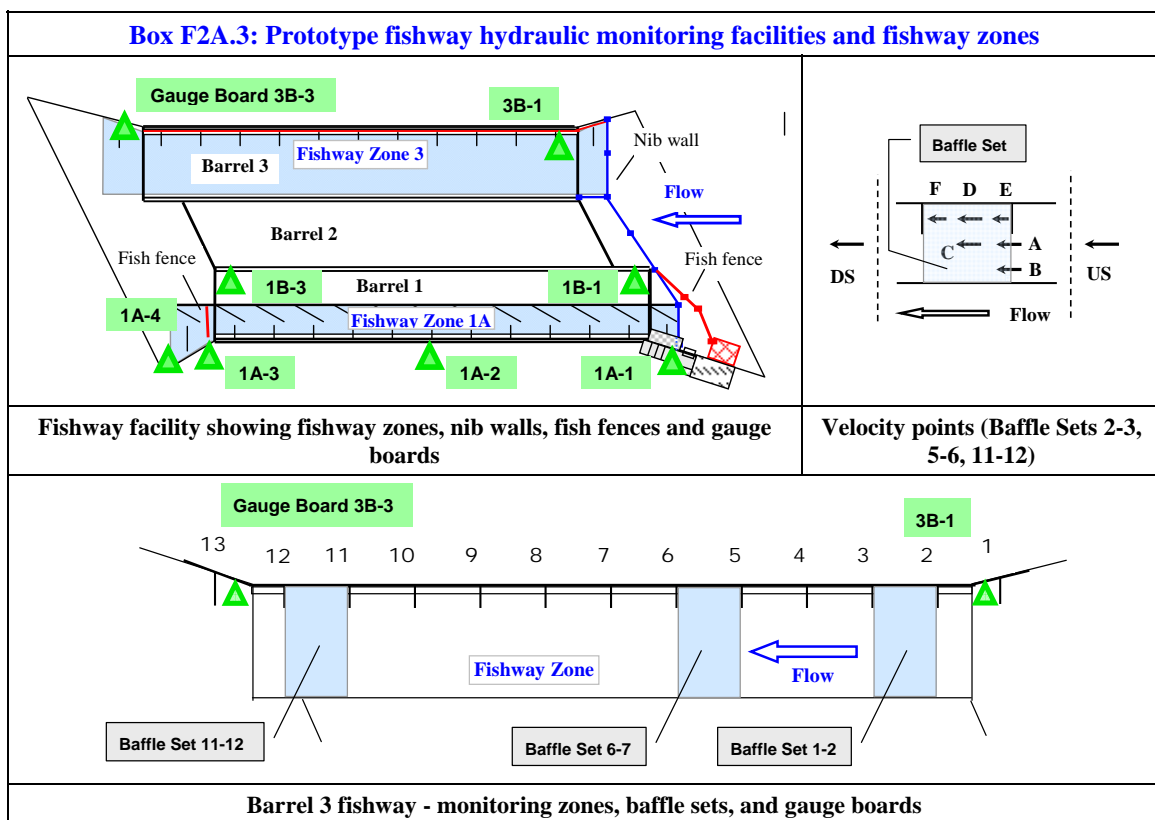 Box F2A.3: Prototype fishway hydraulic monitoring facilities and fishway zones
Gauge Board 3B-3
3B-1
Nib wall
Fishway Zone 3
Barrel 3
Flow
Barrel 2
Fish fence
Fish fence
1B-3
Barrel 1
1B-1
1A-4
Fishway Zone 1A
1A-3
1A-2
1A-1
Baffle Set
F D E
C
A
B
DS
US
Flow
Fishway facility showing fishway zones, nib walls, fish fences and gauge
boards
Velocity points (Baffle Sets 2-3,
5-6, 11-12)
Gauge Board 3B-3
3B-1
13 12 11 10 9 8 7 6 5 4 3 2 1
Fishway Zone
Flow
Baffle Set 11-12
Baffle Set 6-7
Baffle Set 1-2
Barrel 3 fishway - monitoring zones, baffle sets, and gauge boards